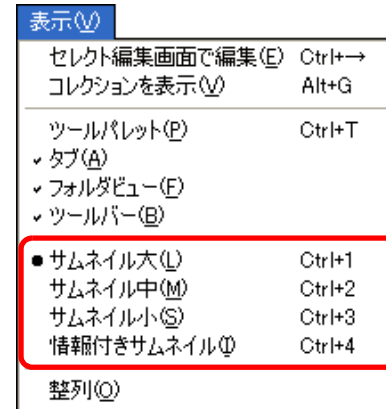 表示(V)
セレクト編集画面で編集(E) Ctrl+→
コレクションを表示(V) Alt+G
ツールパレット(P) Ctrl+T
タブ(A)
フォルダビュー(F)
ツールバー(B)
サムネイル大(L) Ctrl+1
サムネイル中(M) Ctrl+2
サムネイル小(S) Ctrl+3
情報付きサムネイル(I) Ctrl+4
整列(O)